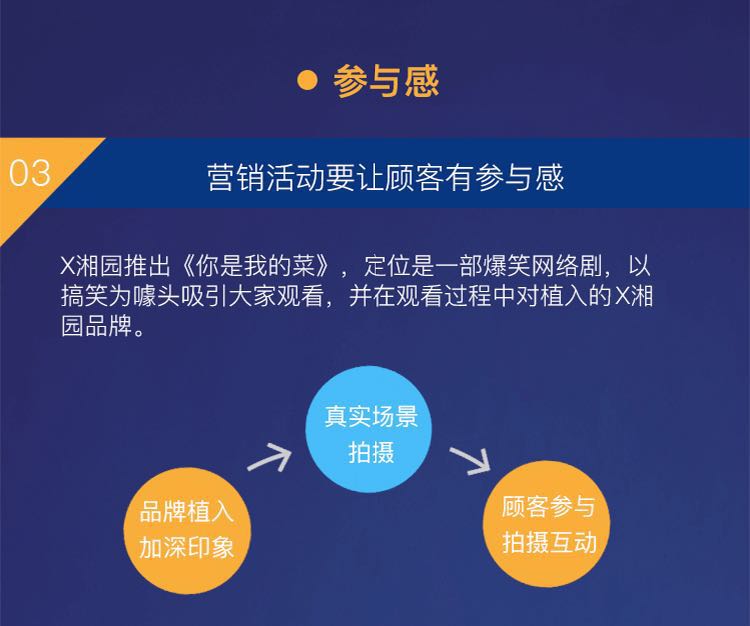 参与感
03
营销活动要让顾客有参与感
X湘园推出《你是我的菜》，定位是一部爆笑网络剧，以
搞笑为噱头吸引大家观看，并在观看过程中对植入的X湘
园品牌。
真实场景
拍摄
品牌植入
加深印象
顾客参与
拍摄互动